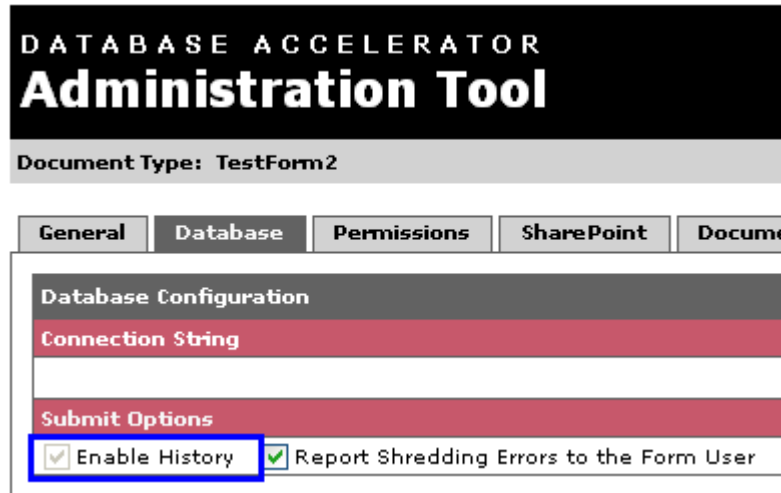 DATABASE ACCELERATOR
Administration Tool
Document Type: TestForm2
General Database Permissions SharePoint Docume
Database Configuration
Connection String
Submit Options
Enable History Report Shredding Errors to the Form User